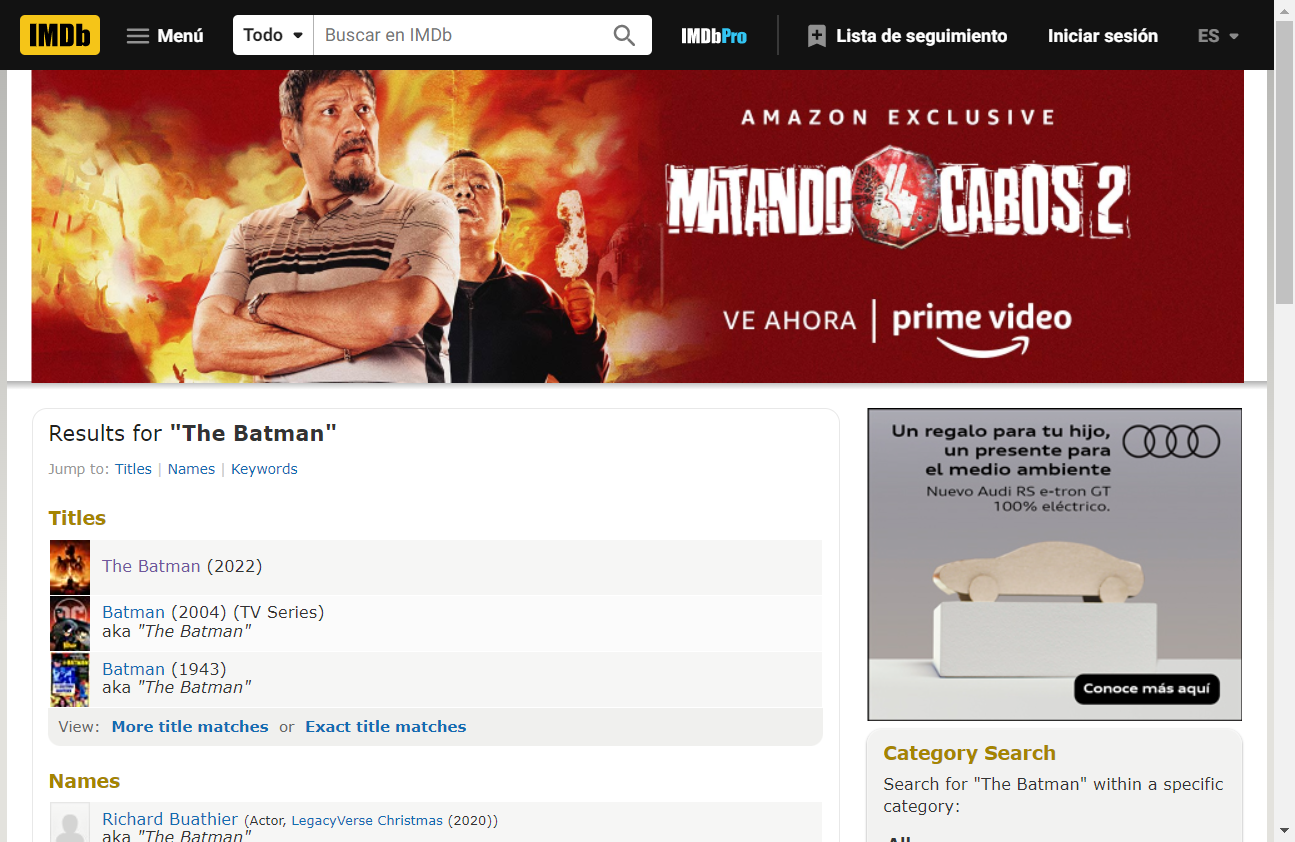 IMDb
Menú
Todo
Buscar en IMDb
IMDbPro
Lista de seguimiento
Iniciar sesión
ES
AMAZON EXCLUSIVE
MATANDO CABOS 2
VE AHORA | prime video
Results for "The Batman"
Jump to: Titles | Names | Keywords
Titles
The Batman (2022)
Batman (2004) (TV Series)
aka "The Batman"
Batman (1943)
aka "The Batman"
View: More title matches or Exact title matches
Names
Richard Buathier (Actor, LegacyVerse Christmas (2020))
aka "The Batman"
Un regalo para tu hijo,
un presente para
el medio ambiente
Nuevo Audi RS e-tron GT
100% eléctrico.
Conoce más aquí
Category Search
Search for "The Batman" within a specific
category:
All